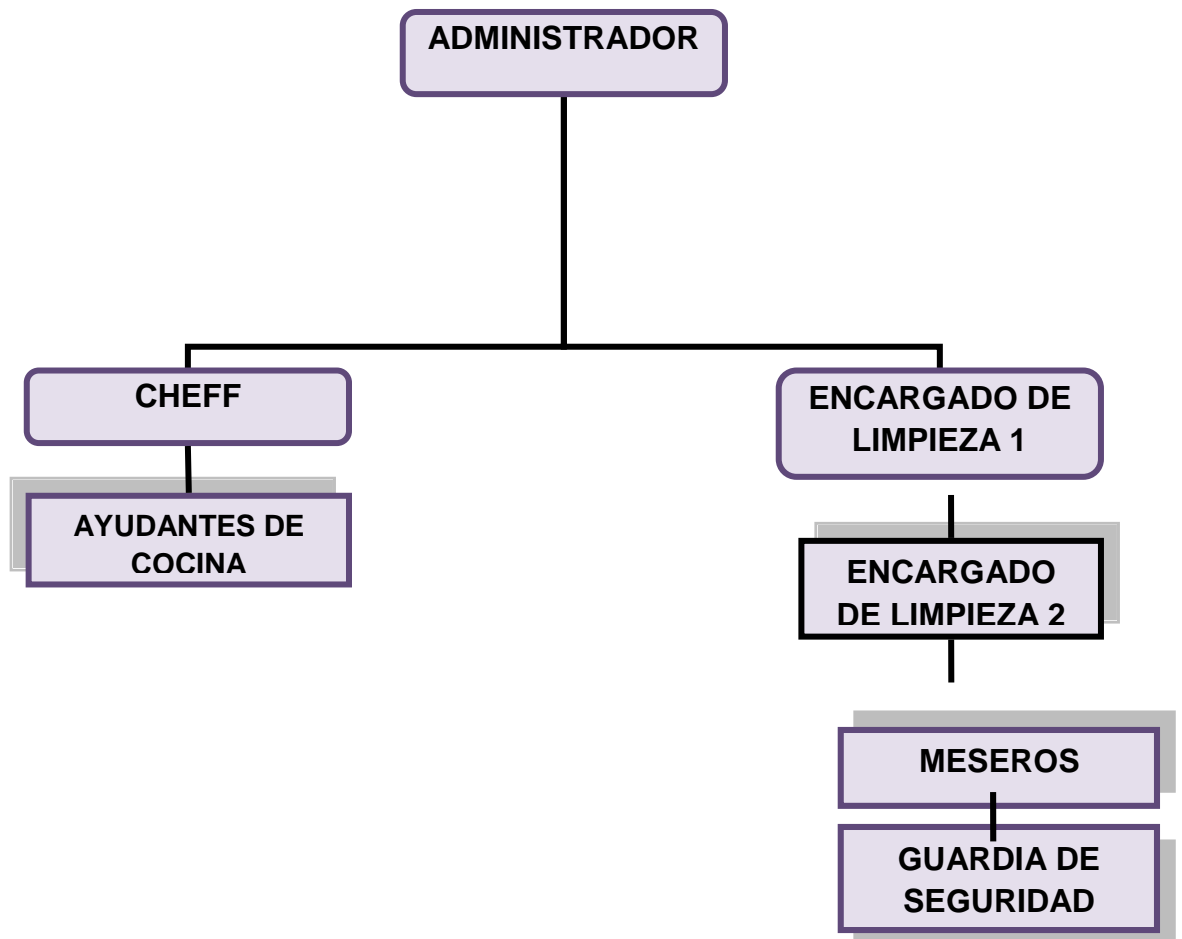 ADMINISTRADOR
CHEFF
ENCARGADO DE
LIMPIEZA 1
AYUDANTES DE
COCINA
ENCARGADO
DE LIMPIEZA 2
MESEROS
GUARDIA DE
SEGURIDAD